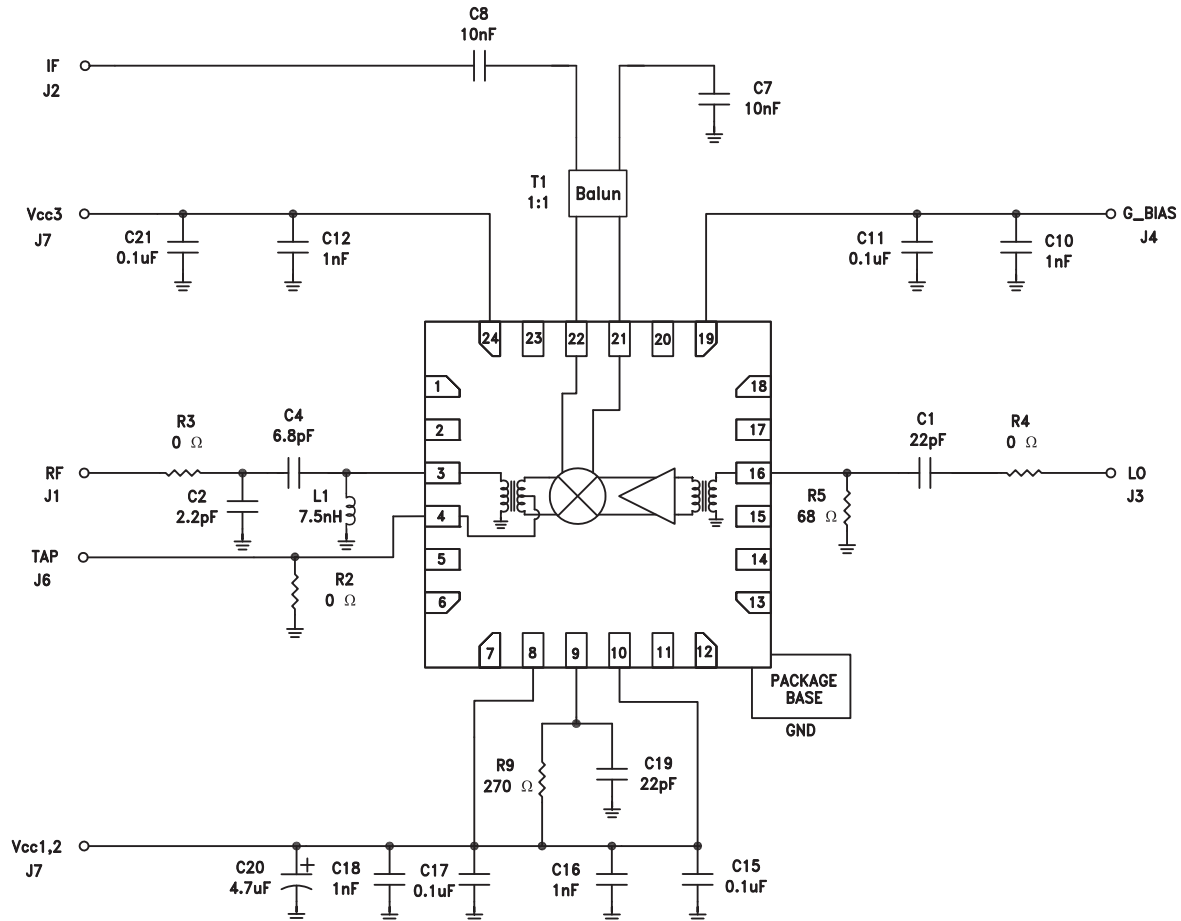 C8
10nF
IF
J2
C7
10nF
T1
1:1
Balun
Vcc3
J7
C21
0.1uF
C12
1nF
C11
0.1uF
C10
1nF
G_BIAS
J4
24
23
22
21
20
19
1
2
3
4
5
6
18
17
16
15
14
13
7
8
9
10
11
12
R3
0 Ω
C4
6.8pF
RF
J1
C2
2.2pF
L1
7.5nH
TAP
J6
R2
0 Ω
C1
22pF
R4
0 Ω
LO
J3
R5
68 Ω
PACKAGE
BASE
GND
R9
270 Ω
C19
22pF
Vcc1,2
J7
C20
4.7uF
+
C18
1nF
C17
0.1uF
C16
1nF
C15
0.1uF